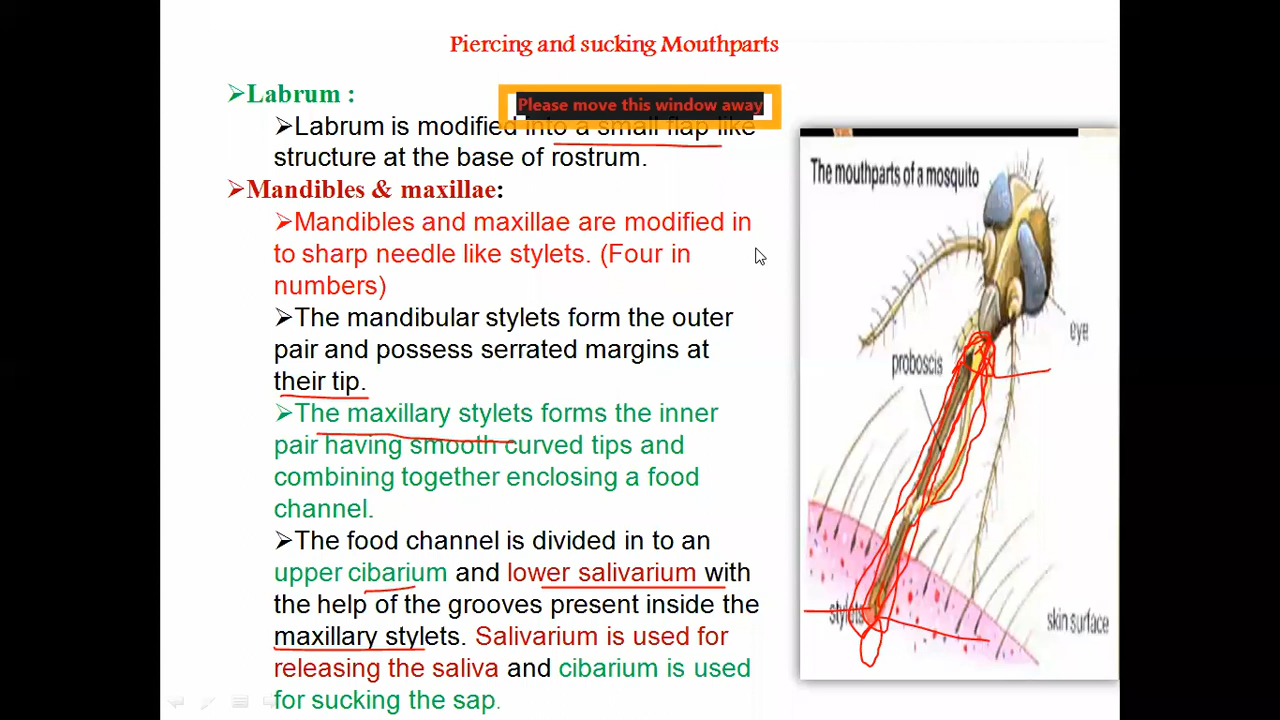 Piercing and sucking Mouthparts
Labrum :
Please move this window away
Labrum is modified into a small flap like
structure at the base of rostrum.
Mandibles & maxillae:
Mandibles and maxillae are modified in
to sharp needle like stylets. (Four in
numbers)
The mandibular stylets form the outer
pair and possess serrated margins at
their tip.
The maxillary stylets forms the inner
pair having smooth curved tips and
combining together enclosing a food
channel.
The food channel is divided in to an
upper cibarium and lower salivarium with
the help of the grooves present inside the
maxillary stylets. Salivarium is used for
releasing the saliva and cibarium is used
for sucking the sap.
The mouthparts of a mosquito
eye
proboscis
stylets
skin surface